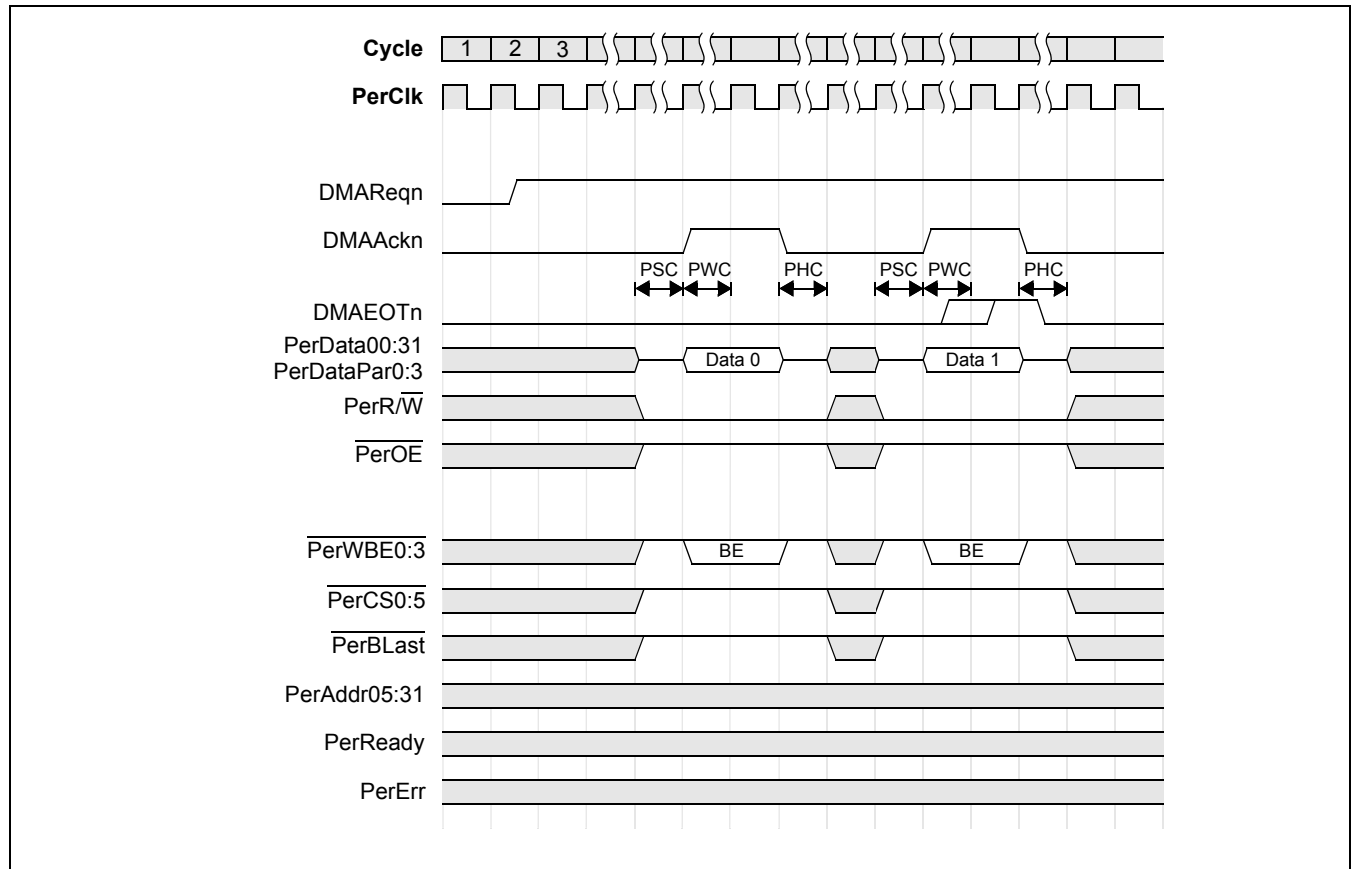 Cycle 1 2 3
PerClk
DMAReqn
DMAAckn
PSC PWC PHC PSC PWC PHC
DMAEOTn
PerData00:31
PerDataPar0:3
Data 0 Data 1
PerR/W
PerOE
PerWBE0:3 BE BE
PerCS0:5
PerBLast
PerAddr05:31
PerReady
PerErr